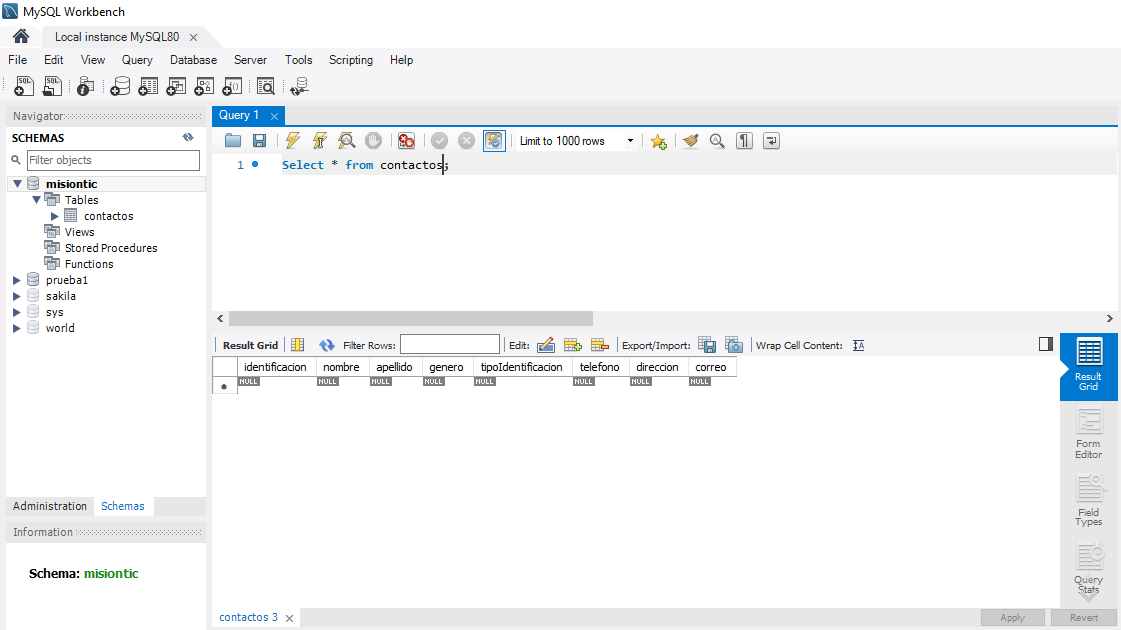 MySQL Workbench
Local instance MySQL80
File Edit View Query Database Server Tools Scripting Help
Navigator
SCHEMAS
Filter objects
misiontic
Tables
contactos
Views
Stored Procedures
Functions
prueba1
sakila
sys
world
Administration Schemas
Information
Schema: misiontic
Query 1
Limit to 1000 rows
1 Select * from contactos;
Result Grid Filter Rows: Edit: Export/Import: Wrap Cell Content:
identificacion nombre apellido genero tipoIdentificacion telefono direccion correo
NULL NULL NULL NULL NULL NULL NULL NULL
Result
Grid
Form
Editor
Field
Types
Query
Stats
contactos 3
Apply Revert